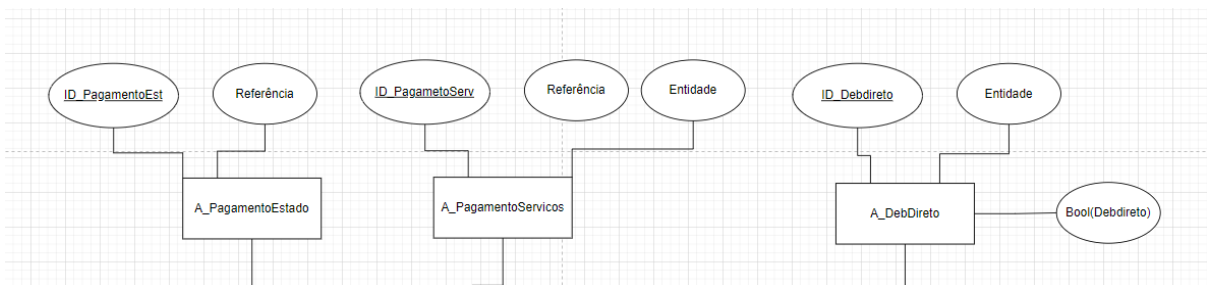 ID_PagamentoEst
Referência
ID_PagametoServ
Referência
Entidade
ID_Debdireto
Entidade
A_PagamentoEstado
A_PagamentoServicos
A_DebDireto
Bool(Debdireto)